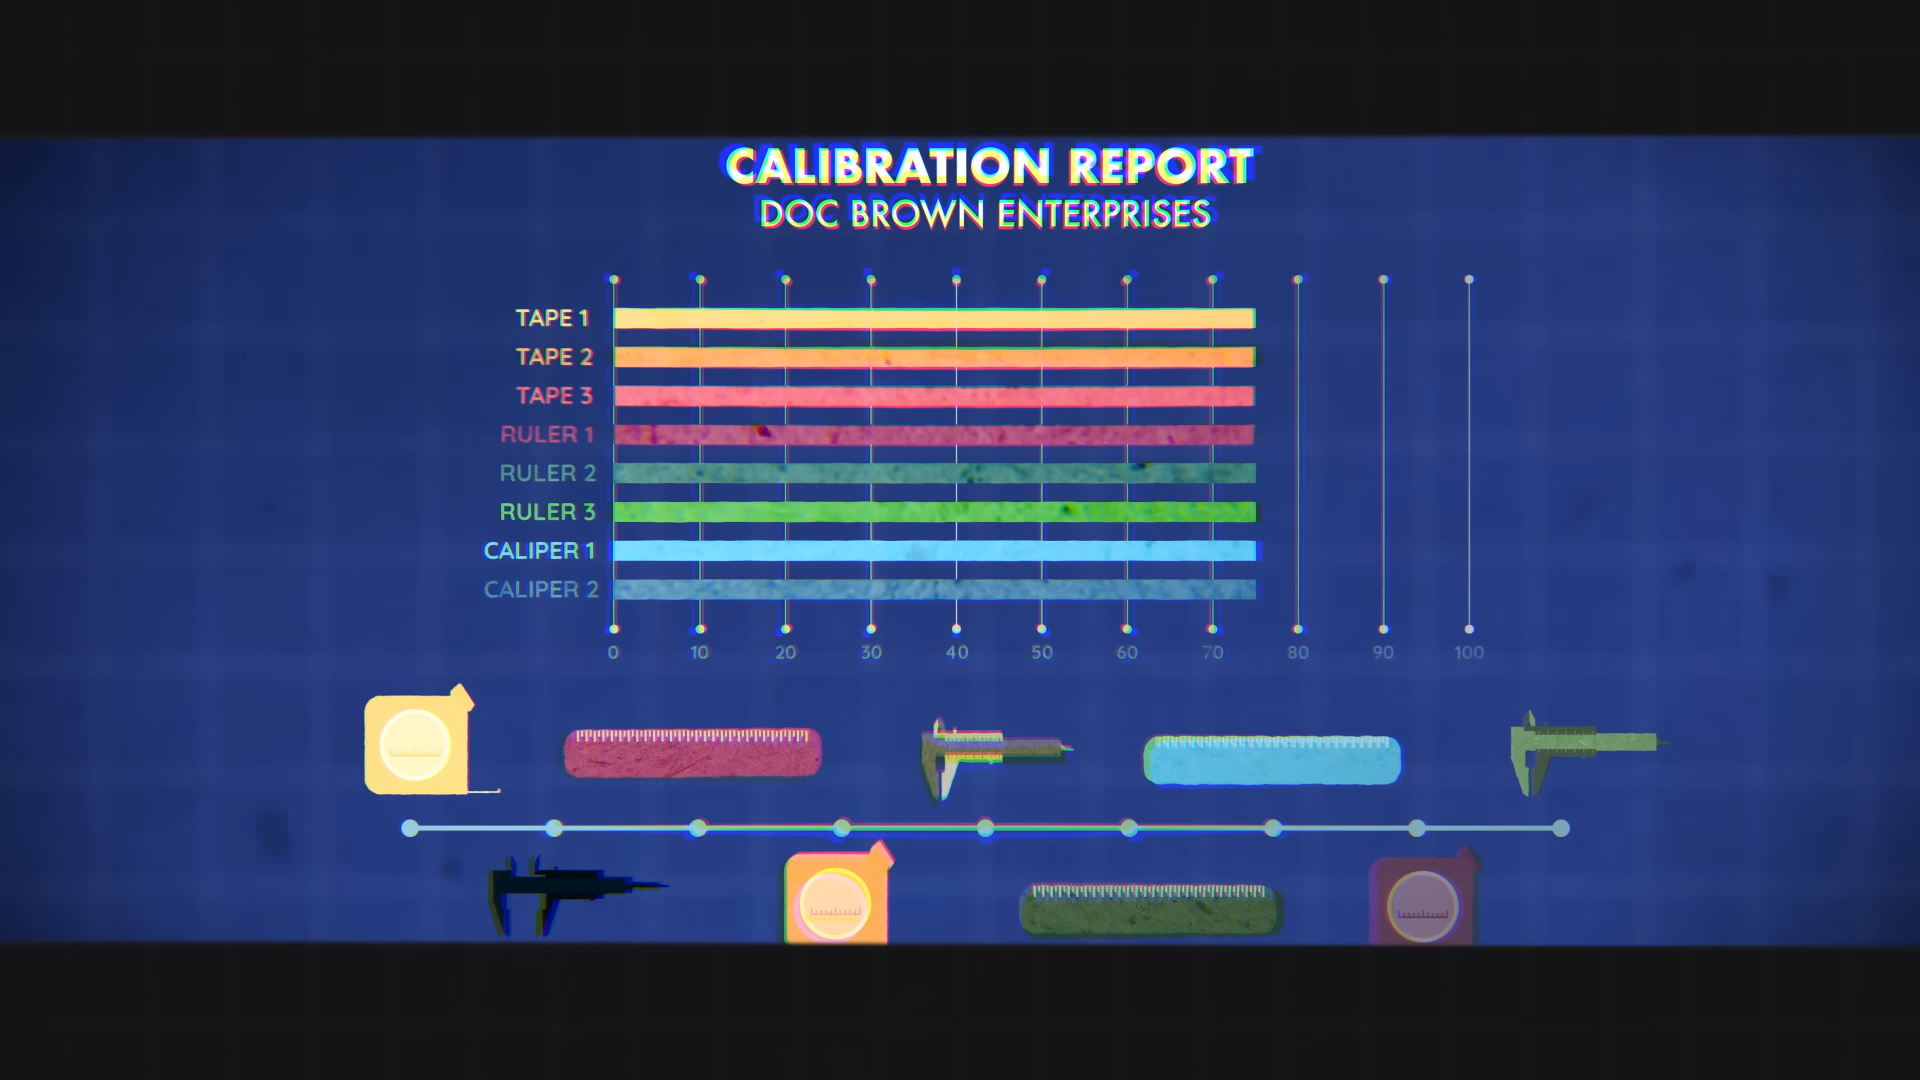 CALIBRATION REPORT
DOC BROWN ENTERPRISES
TAPE 1
TAPE 2
TAPE 3
RULER 1
RULER 2
RULER 3
CALIPER 1
CALIPER 2
0 10 20 30 40 50 60 70 80 90 100